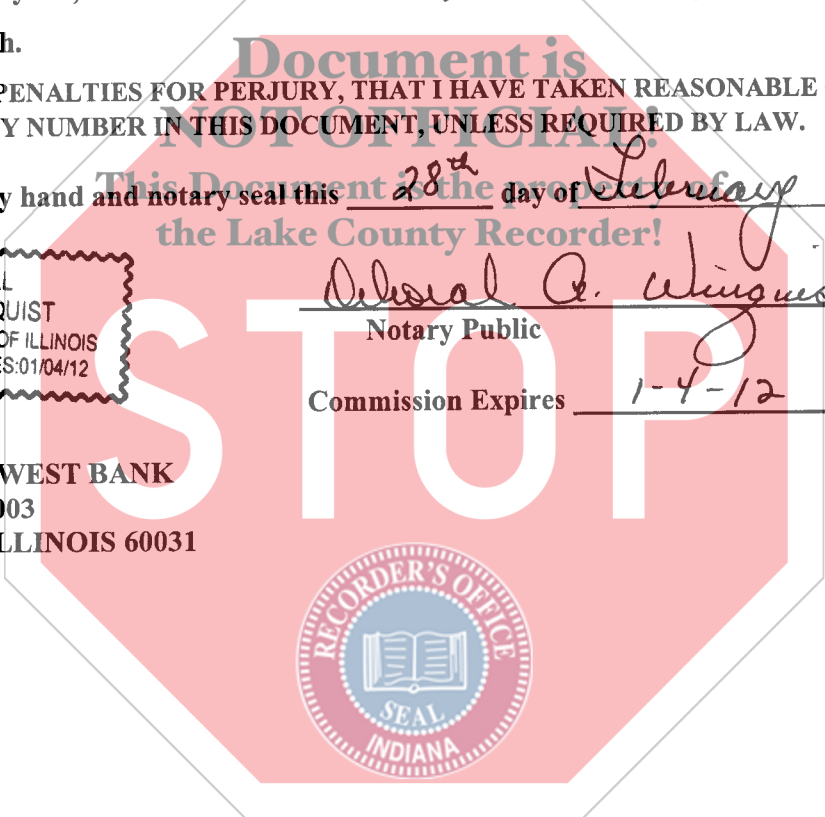 h.
Document is
PENALTIES FOR PERJURY, THAT I HAVE TAKEN REASONABLE
NOT OFFICIAL!
Y NUMBER IN THIS DOCUMENT, UNLESS REQUIRED BY LAW.
This Document is the property of
y hand and notary seal this 28th day of February
the Lake County Recorder!
L
QUIST
OF ILLINOIS
ES:01/04/12
Deborah A. Wingquis
Notary Public
Commission Expires 1-4-12
STOP
WEST BANK
003
LLINOIS 60031
RECORDER'S OFFICE
SEAL
INDIANA